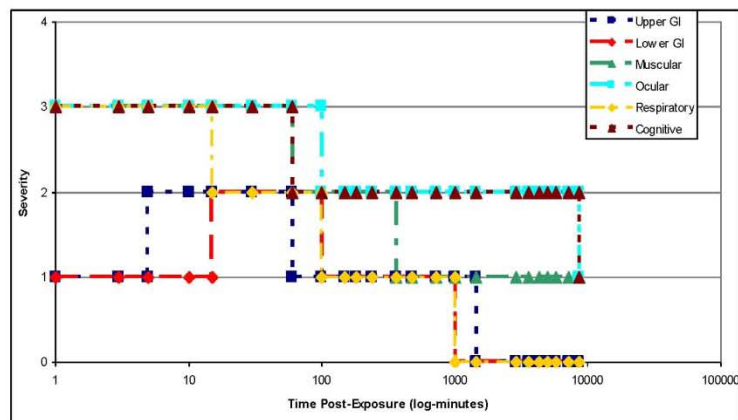 4
3
2
1
0
Severity
1
10
100
1000
10000
100000
Time Post-Exposure (log-minutes)
Upper GI
Lower GI
Muscular
Ocular
Respiratory
Cognitive